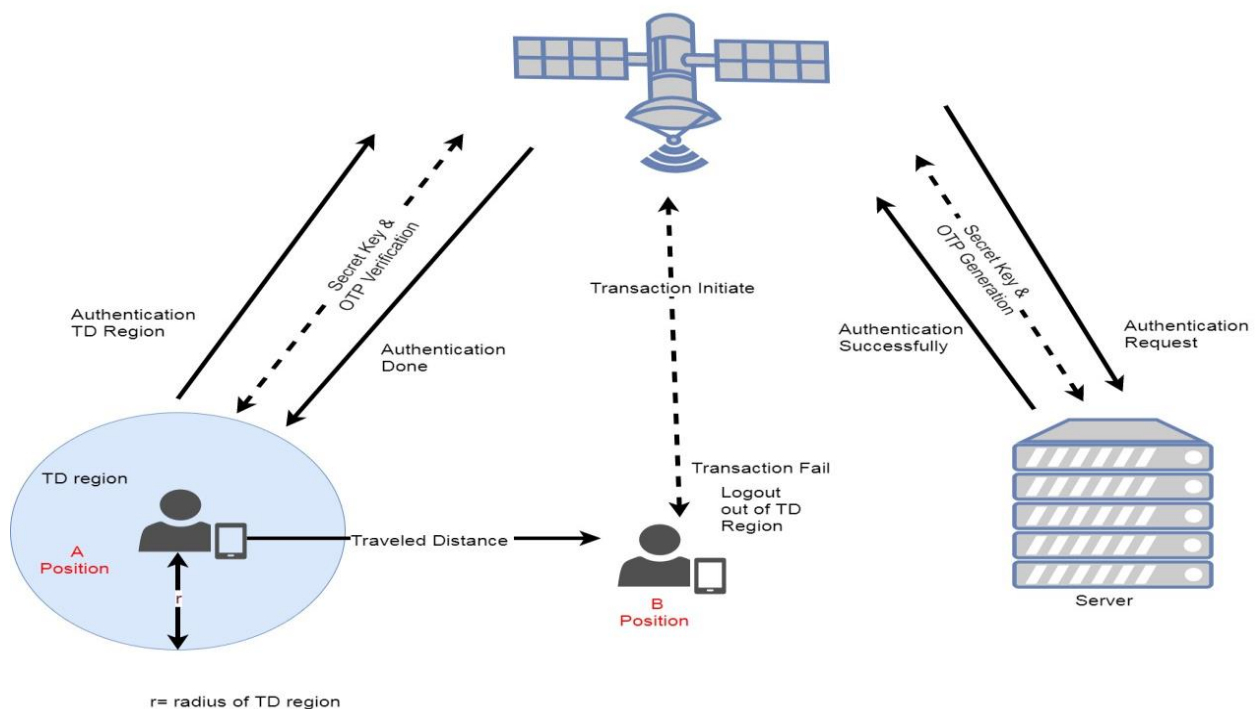 Secret Key &
OTP Verification
Secret Key &
OTP Generation
Transaction Initiate
Authentication
TD Region
Authentication
Done
Authentication
Successfully
Authentication
Request
TD region
A
Position
r
Traveled Distance
Transaction Fail
Logout
out of TD
Region
B
Position
Server
r= radius of TD region